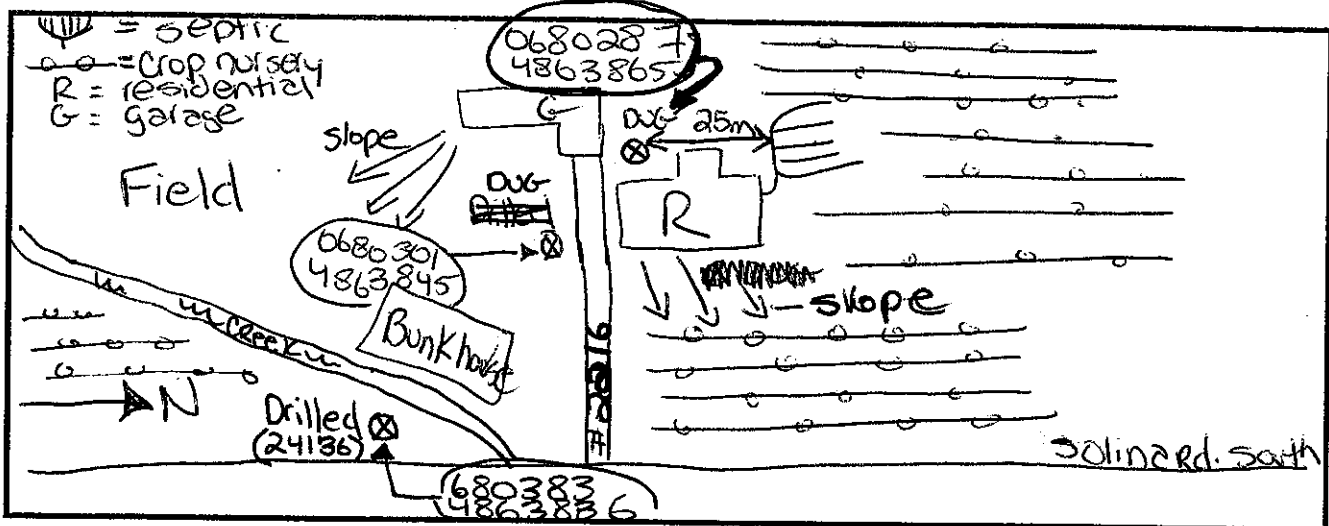 = septic
= crop nursery
R = residential
G = garage
0680287
4863865
G
DUG
25m
slope
Field
DUG
R
0680301
4863845
slope
Bunkhouse
CREEK
N
Drilled
(24136)
680383
4863836
Solina Rd. South